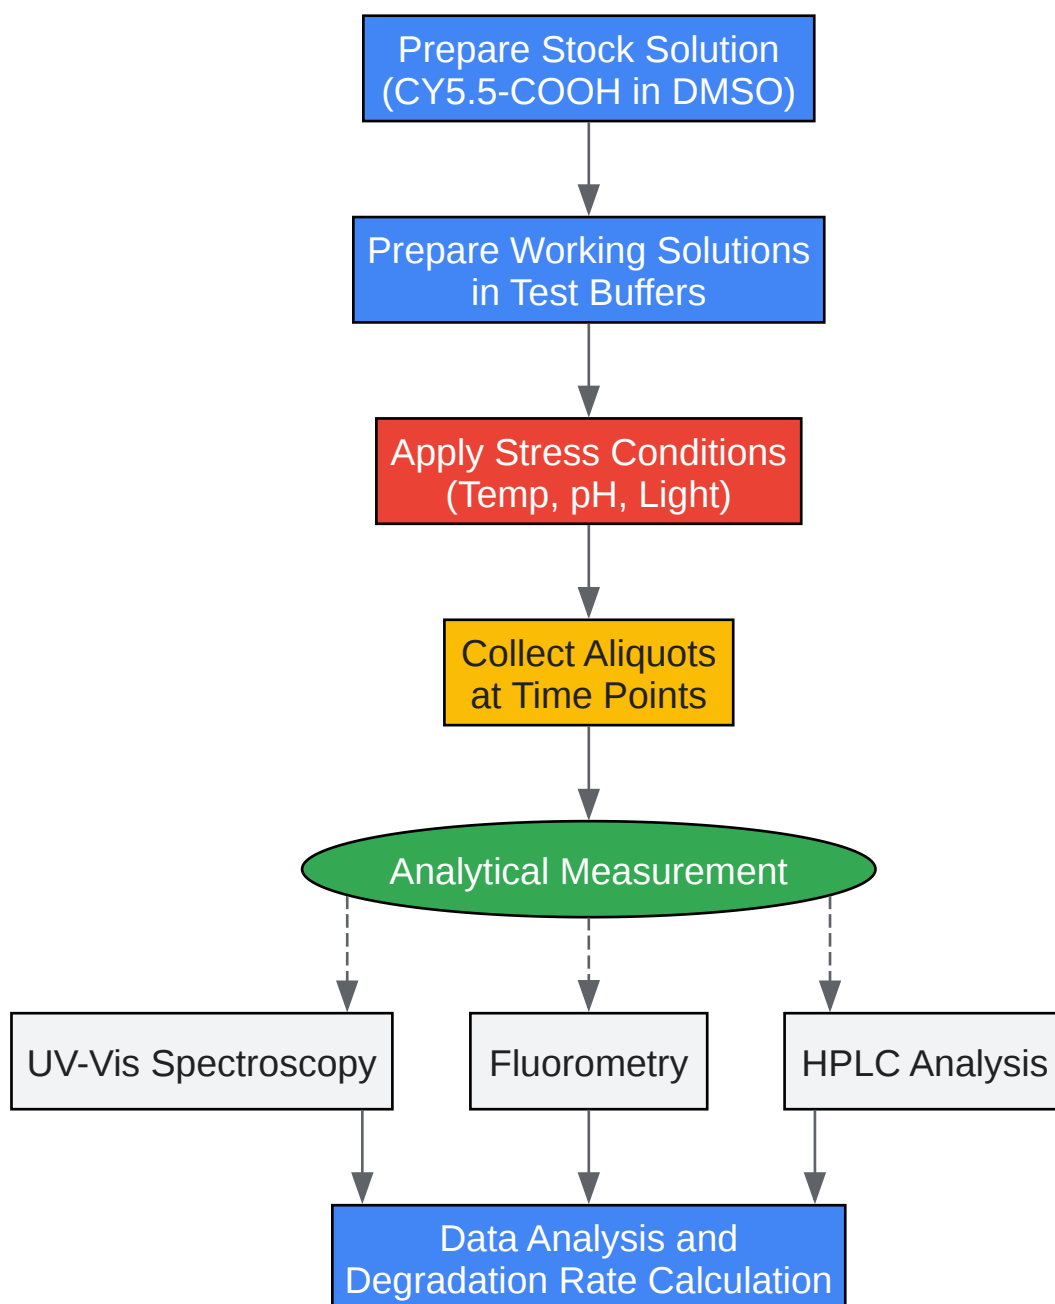 Prepare Stock Solution
(CY5.5-COOH in DMSO)
Prepare Working Solutions
in Test Buffers
Apply Stress Conditions
(Temp, pH, Light)
Collect Aliquots
at Time Points
Analytical Measurement
UV-Vis Spectroscopy
Fluorometry
HPLC Analysis
Data Analysis and
Degradation Rate Calculation